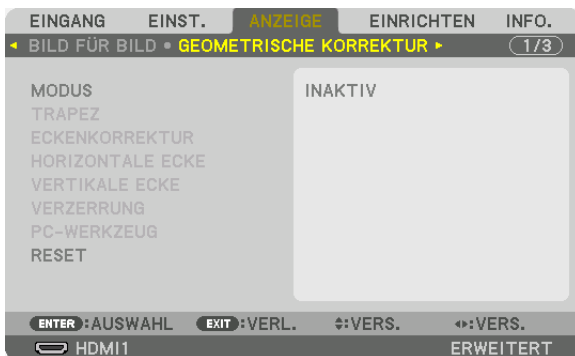 EINGANG EINST. ANZEIGE EINRICHTEN INFO.
BILD FÜR BILD • GEOMETRISCHE KORREKTUR 1/3
MODUS INAKTIV
TRAPEZ
ECKENKORREKTUR
HORIZONTALE ECKE
VERTIKALE ECKE
VERZERRUNG
PC-WERKZEUG
RESET
ENTER :AUSWAHL EXIT :VERL. :VERS. :VERS.
HDMI1 ERWEITERT